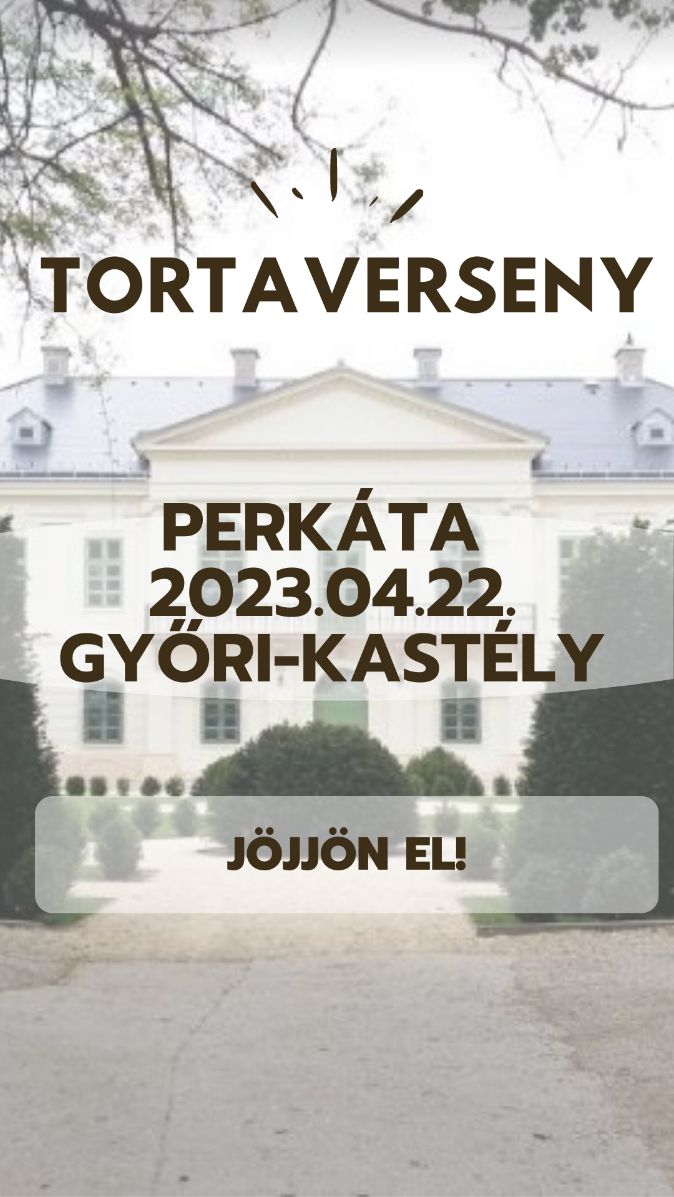 TORTAVERSENY
PERKÁTA
2023.04.22.
GYŐRI-KASTÉLY
JÖJJÖN EL!